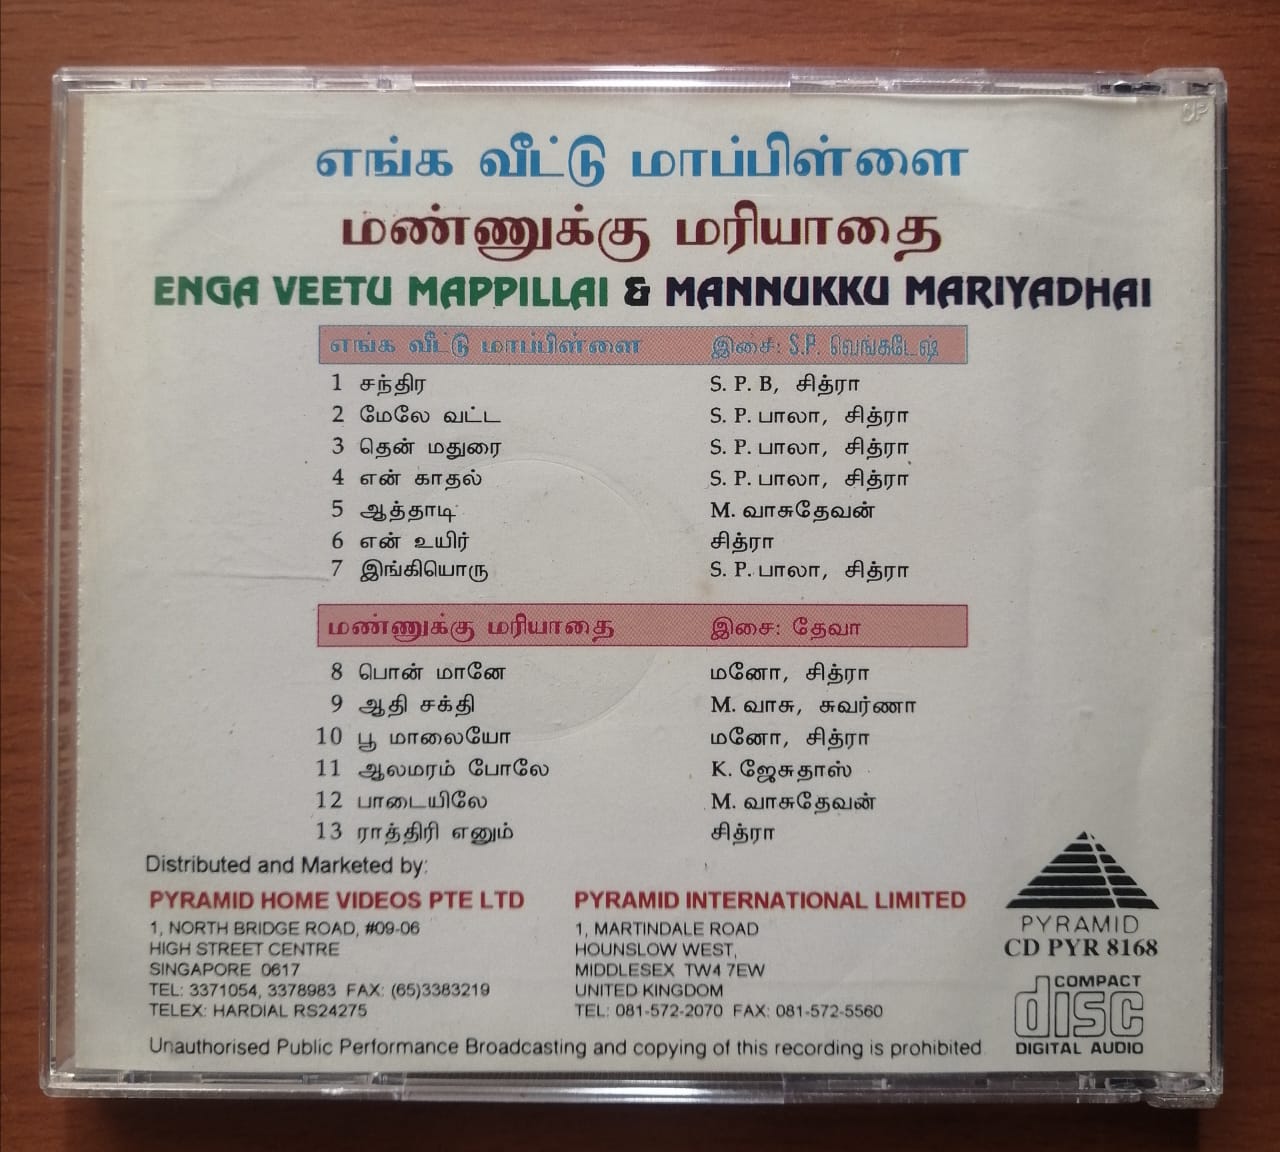 எங்க வீட்டு மாப்பிள்ளை
மண்ணுக்கு மரியாதை
ENGA VEETU MAPPILLAI & MANNUKKU MARIYADHAI
எங்க வீட்டு மாப்பிள்ளை இசை: S.P. வெங்கடேஷ்
1 சந்திர S. P. B, சித்ரா
2 மேலே வட்ட S. P. பாலா, சித்ரா
3 தென் மதுரை S. P. பாலா, சித்ரா
4 என் காதல் S. P. பாலா, சித்ரா
5 ஆத்தாடி M. வாசுதேவன்
6 என் உயிர் சித்ரா
7 இங்கியொரு S. P. பாலா, சித்ரா
மண்ணுக்கு மரியாதை இசை: தேவா
8 பொன் மானே மனோ, சித்ரா
9 ஆதி சக்தி M. வாசு, சுவர்ணா
10 பூ மாலையோ மனோ, சித்ரா
11 ஆலமரம் போலே K. ஜேசுதாஸ்
12 பாடையிலே M. வாசுதேவன்
13 ராத்திரி எனும் சித்ரா
Distributed and Marketed by:
PYRAMID HOME VIDEOS PTE LTD
1, NORTH BRIDGE ROAD, #09-06
HIGH STREET CENTRE
SINGAPORE 0617
TEL: 3371054, 3378983 FAX: (65)3383219
TELEX: HARDIAL RS24275
PYRAMID INTERNATIONAL LIMITED
1, MARTINDALE ROAD
HOUNSLOW WEST,
MIDDLESEX TW4 7EW
UNITED KINGDOM
TEL: 081-572-2070 FAX: 081-572-5560
PYRAMID
CD PYR 8168
COMPACT
disc
DIGITAL AUDIO
Unauthorised Public Performance Broadcasting and copying of this recording is prohibited